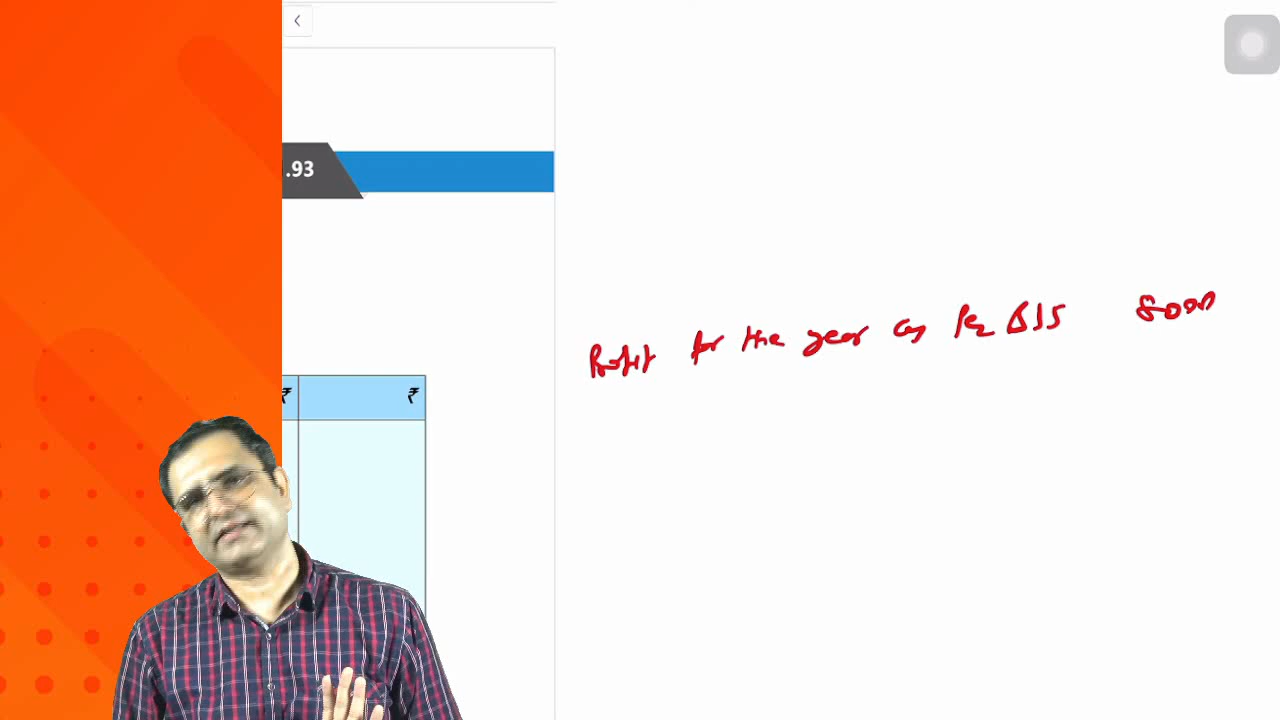 .93
₹ ₹
Profit for the year as per B/S 8000